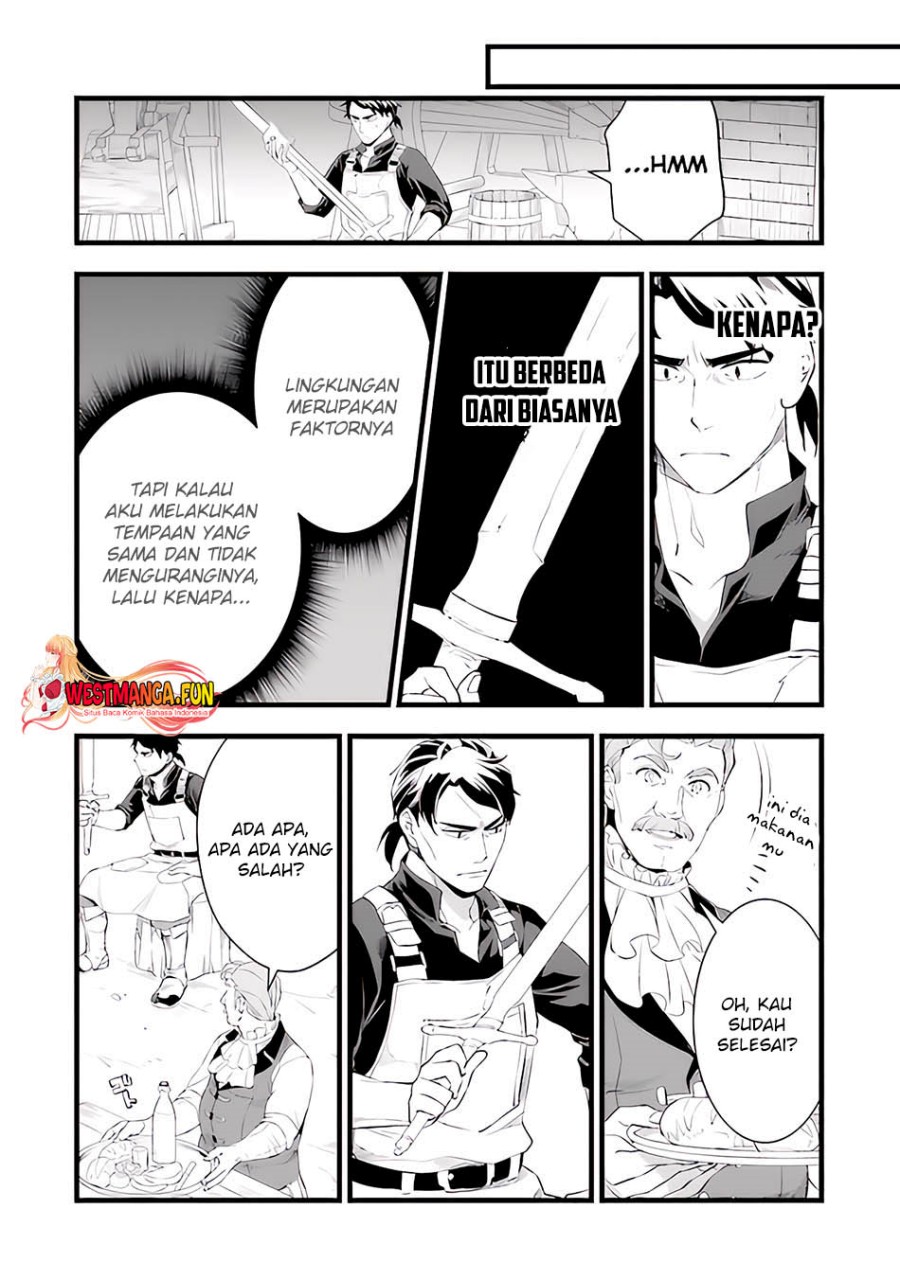 ...HMM
KENAPA?
ITU BERBEDA
DARI BIASANYA
LINGKUNGAN
MERUPAKAN
FAKTORNYA
TAPI KALAU
AKU MELAKUKAN
TEMPAAN YANG
SAMA DAN TIDAK
MENGURANGINYA,
LALU KENAPA...
WESTMANGA.FUN
Situs Baca Komik Bahasa Indonesia
ini dia
makanan
mu
OH, KAU
SUDAH
SELESAI?
ADA APA,
APA ADA YANG
SALAH?